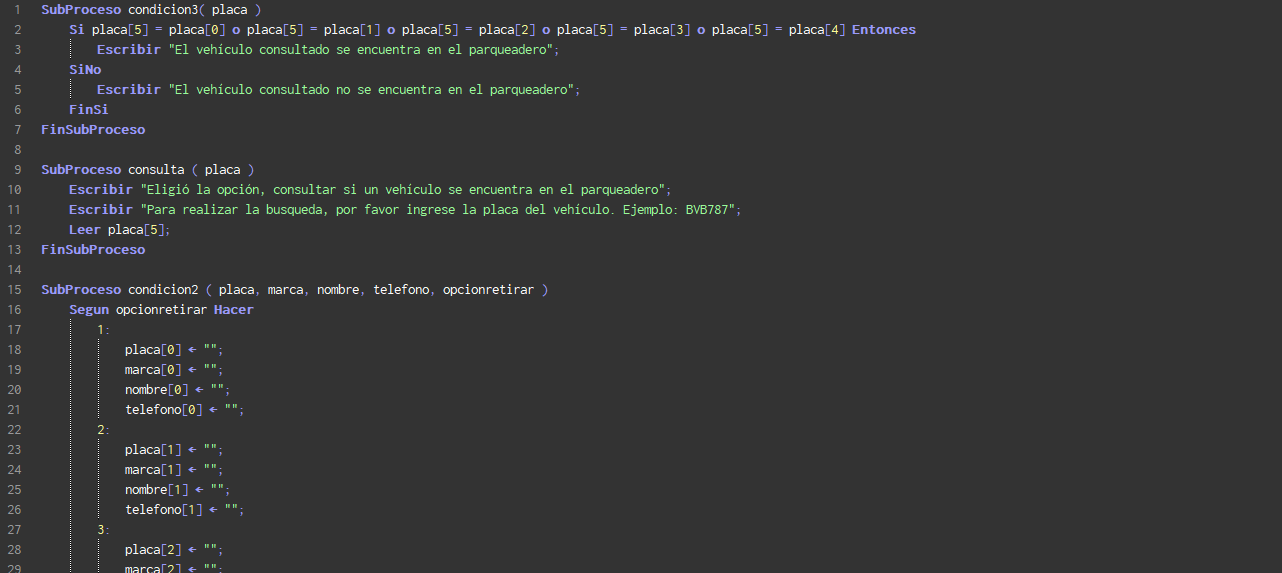 1 SubProceso condicion3( placa )
2 Si placa[5] = placa[0] o placa[5] = placa[1] o placa[5] = placa[2] o placa[5] = placa[3] o placa[5] = placa[4] Entonces
3 Escribir "El vehículo consultado se encuentra en el parqueadero";
4 SiNo
5 Escribir "El vehículo consultado no se encuentra en el parqueadero";
6 FinSi
7 FinSubProceso
8
9 SubProceso consulta ( placa )
10 Escribir "Eligió la opción, consultar si un vehículo se encuentra en el parqueadero";
11 Escribir "Para realizar la busqueda, por favor ingrese la placa del vehículo. Ejemplo: BVB787";
12 Leer placa[5];
13 FinSubProceso
14
15 SubProceso condicion2 ( placa, marca, nombre, telefono, opcionretirar )
16 Segun opcionretirar Hacer
17 1:
18 placa[0] ← "";
19 marca[0] ← "";
20 nombre[0] ← "";
21 telefono[0] ← "";
22 2:
23 placa[1] ← "";
24 marca[1] ← "";
25 nombre[1] ← "";
26 telefono[1] ← "";
27 3:
28 placa[2] ← "";
29 marca[2] ← "";